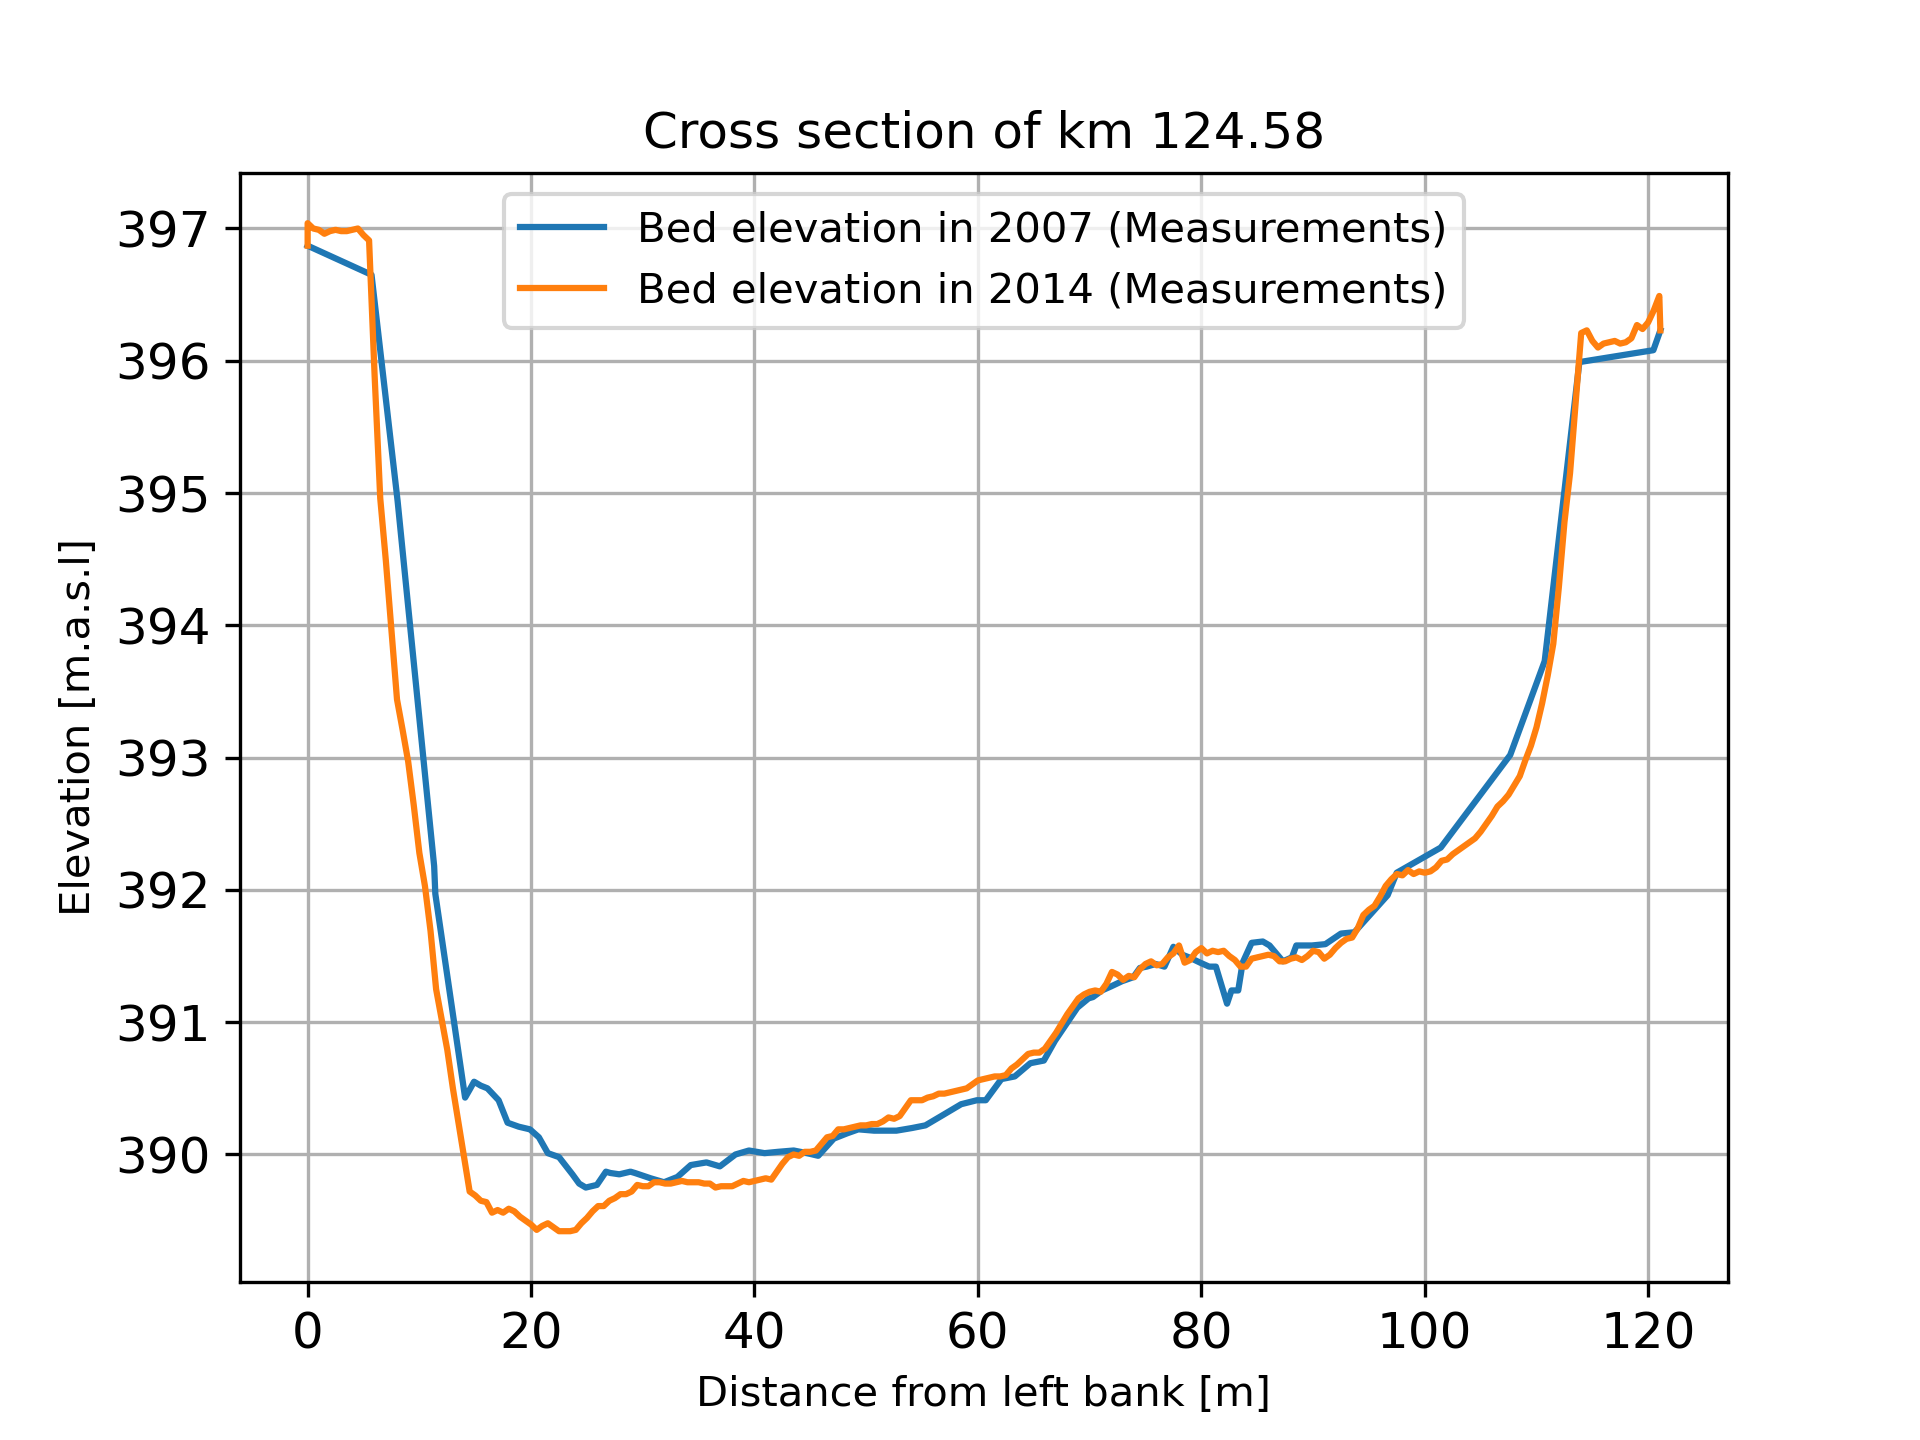 Cross section of km 124.58
Bed elevation in 2007 (Measurements)
Bed elevation in 2014 (Measurements)
Elevation [m.a.s.l]
397
396
395
394
393
392
391
390
0 20 40 60 80 100 120
Distance from left bank [m]